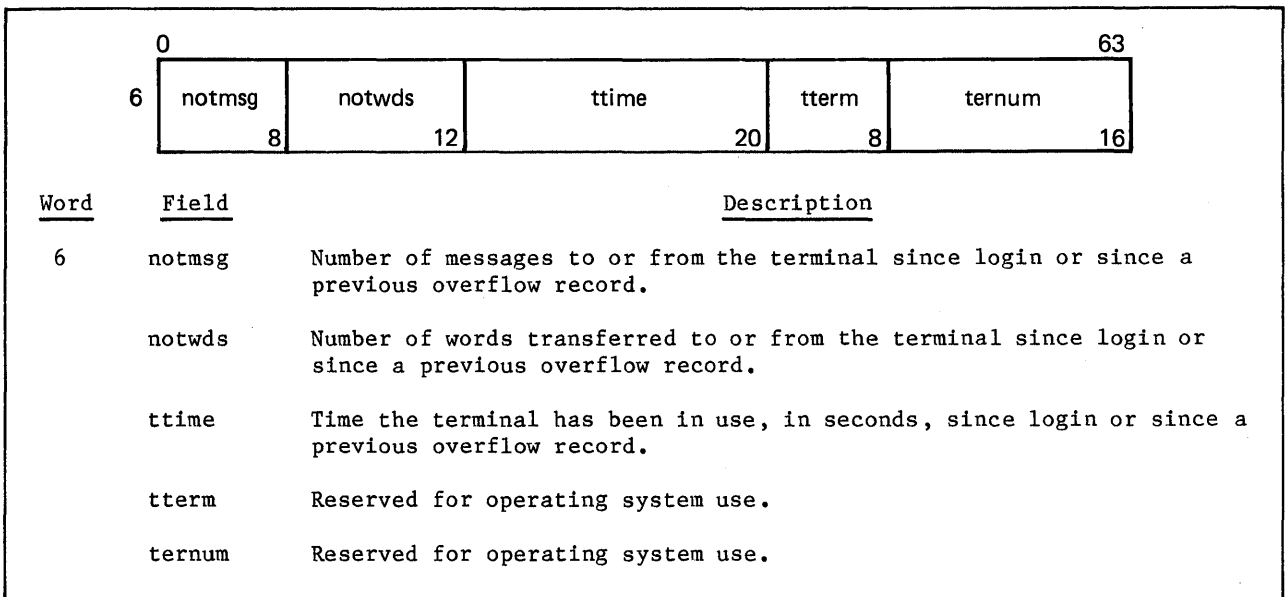 0 63
6 notmsg notwds ttime tterm ternum
8 12 20 8 16
Word Field Description
6 notmsg Number of messages to or from the terminal since login or since a
previous overflow record.
notwds Number of words transferred to or from the terminal since login or
since a previous overflow record.
ttime Time the terminal has been in use, in seconds, since login or since a
previous overflow record.
tterm Reserved for operating system use.
ternum Reserved for operating system use.